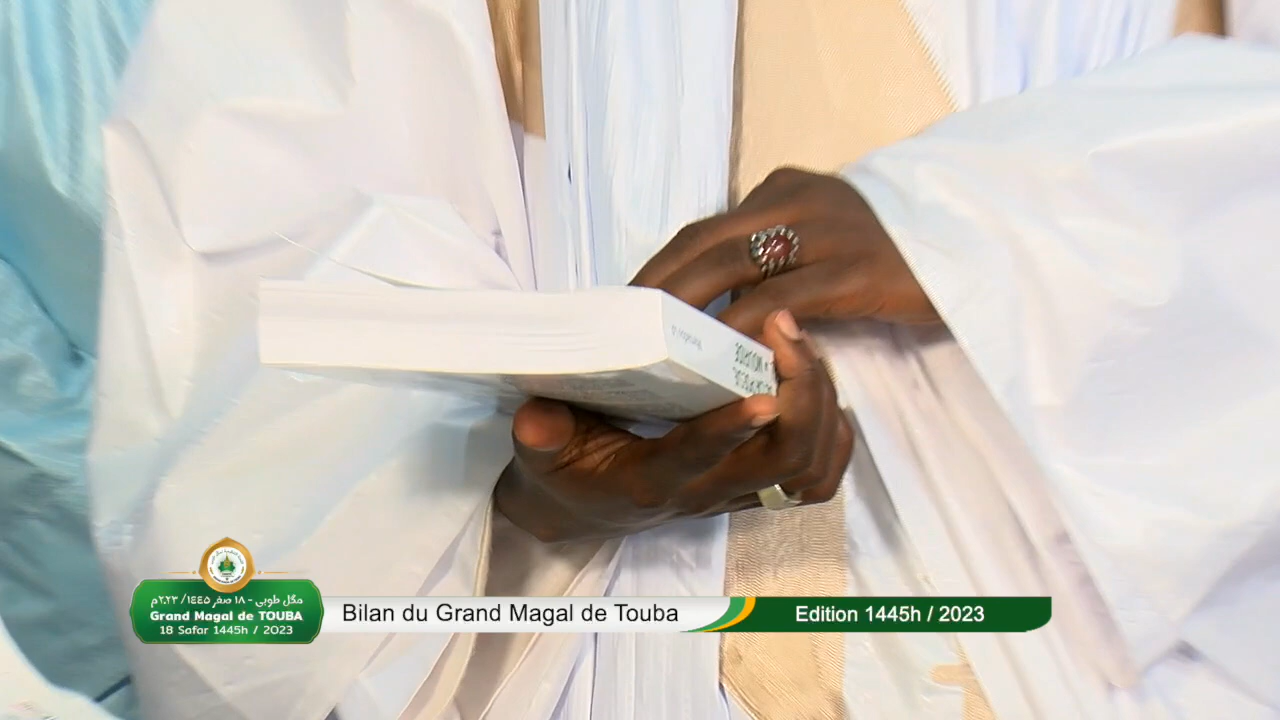 مڪّل طوبى - ١٨ صفر ١٤٤٥/ ٢٠٢٣م
Grand Magal de TOUBA
18 Safar 1445h / 2023
Bilan du Grand Magal de Touba
Edition 1445h / 2023